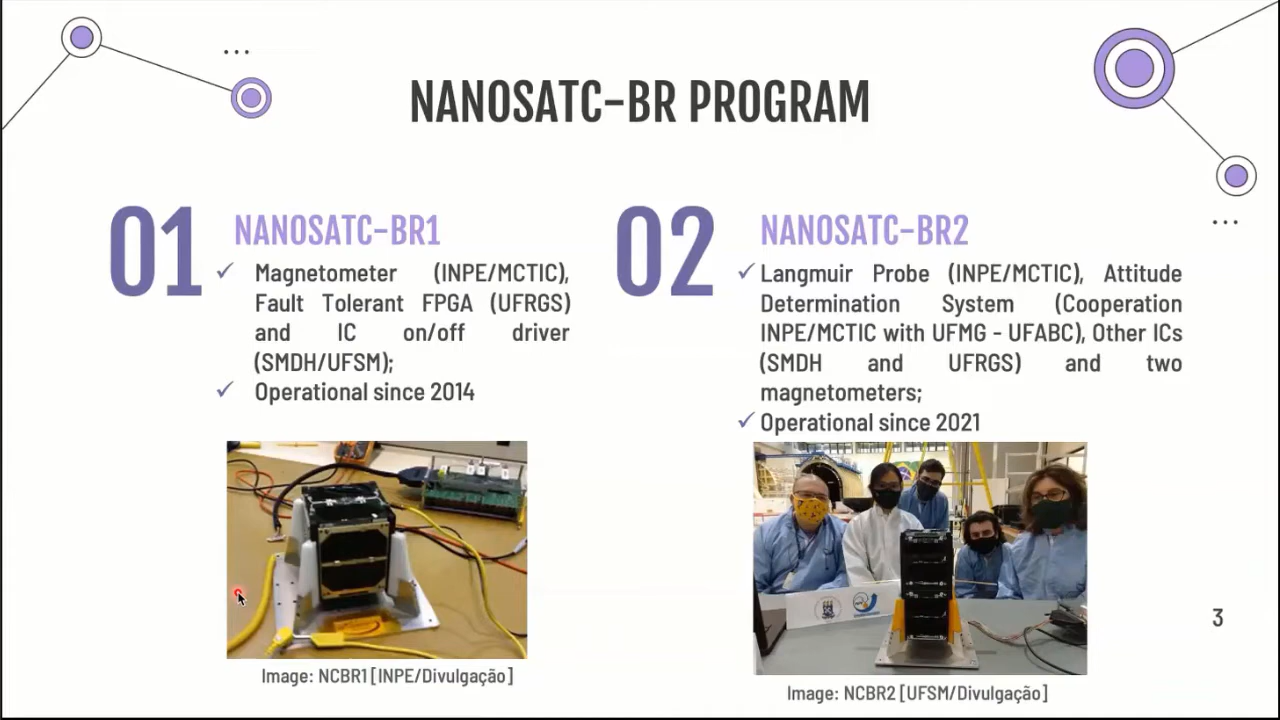 NANOSATC-BR PROGRAM
01
NANOSATC-BR1
✓ Magnetometer (INPE/MCTIC),
Fault Tolerant FPGA (UFRGS)
and IC on/off driver
(SMDH/UFSM);
✓ Operational since 2014
Image: NCBR1 [INPE/Divulgação]
02
NANOSATC-BR2
✓ Langmuir Probe (INPE/MCTIC), Attitude
Determination System (Cooperation
INPE/MCTIC with UFMG - UFABC), Other ICs
(SMDH and UFRGS) and two
magnetometers;
✓ Operational since 2021
Image: NCBR2 [UFSM/Divulgação]
3